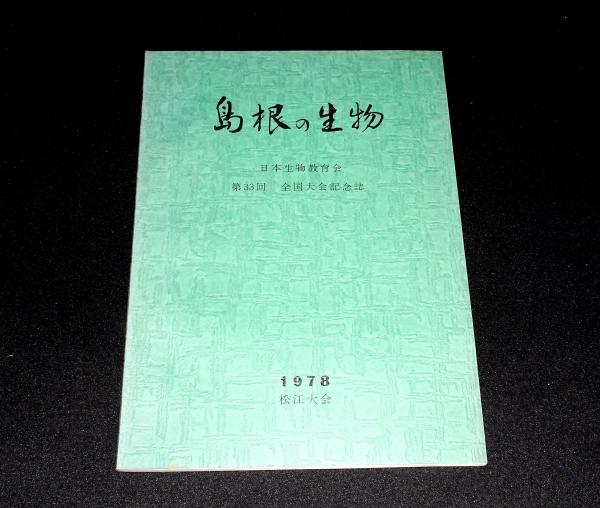 島根の生物
日本生物教育会
第33回 全国大会記念誌
1978
松江大会